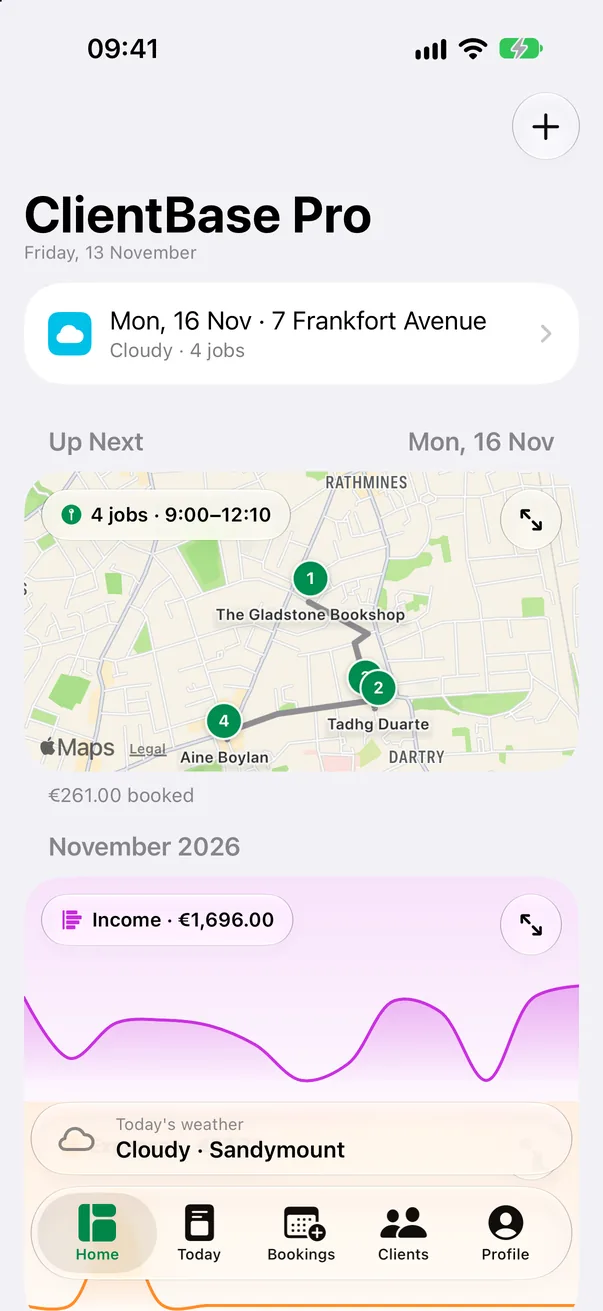 09:41
ClientBase Pro
Friday, 13 November
Mon, 16 Nov · 7 Frankfort Avenue
Cloudy · 4 jobs
Up Next
Mon, 16 Nov
RATHMINES
4 jobs · 9:00–12:10
1
The Gladstone Bookshop
2
4
Tadhg Duarte
Maps
Legal
Aine Boylan
DARTRY
€261.00 booked
November 2026
Income · €1,696.00
Today's weather
Cloudy · Sandymount
Home
Today
Bookings
Clients
Profile